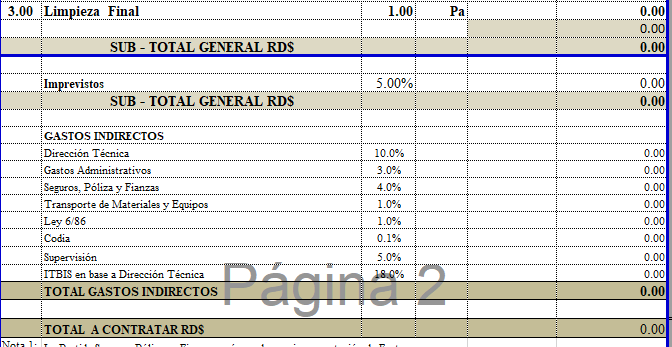 3.00 Limpieza Final 1.00 Pa 0.00
0.00
SUB - TOTAL GENERAL RD$ 0.00
Imprevistos 5.00% 0.00
SUB - TOTAL GENERAL RD$ 0.00
GASTOS INDIRECTOS
Dirección Técnica 10.0% 0.00
Gastos Administrativos 3.0% 0.00
Seguros, Póliza y Fianzas 4.0% 0.00
Transporte de Materiales y Equipos 1.0% 0.00
Ley 6/86 1.0% 0.00
Codia 0.1% 0.00
Supervisión 5.0% 0.00
ITBIS en base a Dirección Técnica 18.0% 0.00
Página 2
TOTAL GASTOS INDIRECTOS 0.00
TOTAL A CONTRATAR RD$ 0.00
Nota 1: